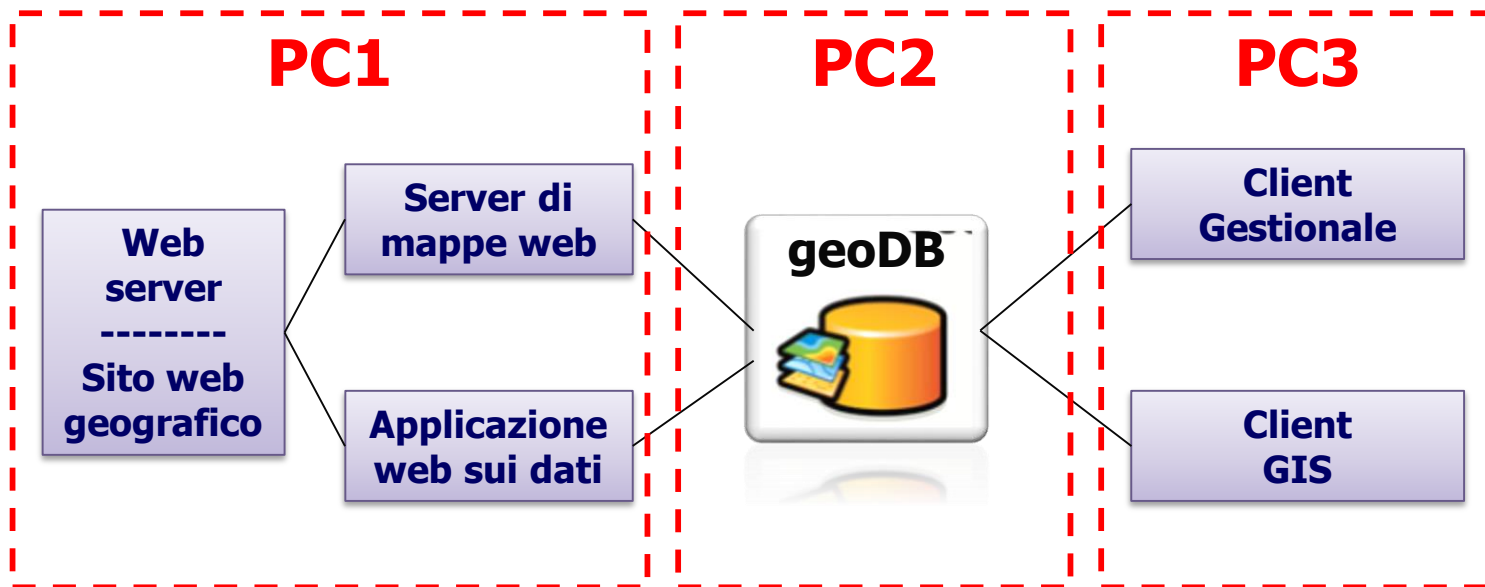 PC1
PC2
PC3
Web
server
--------
Sito web
geografico
Server di
mappe web
Applicazione
web sui dati
geoDB
Client
Gestionale
Client
GIS